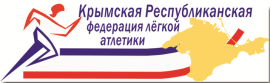 Крымская Республиканская
федерация лёгкой
атлетики